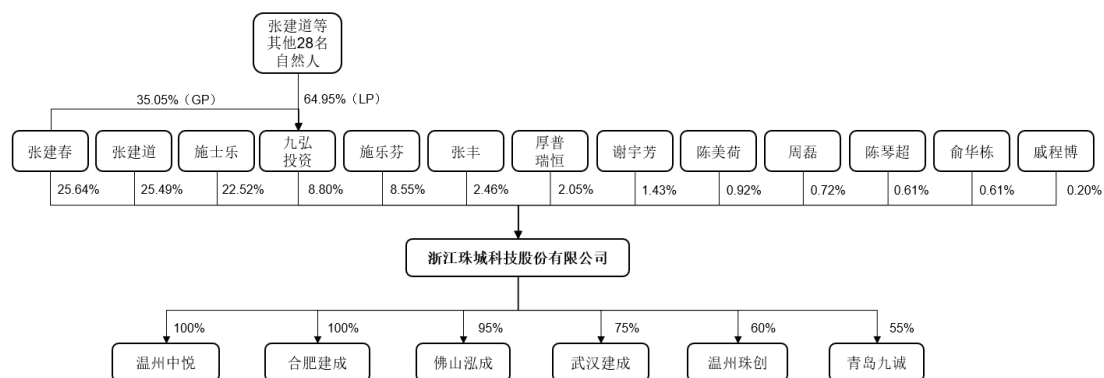 张建道等
其他28名
自然人
35.05%（GP）
64.95%（LP）
张建春
张建道
施士乐
九弘
投资
施乐芬
张丰
厚普
瑞恒
谢宇芳
陈美荷
周磊
陈琴超
俞华栋
戚程博
25.64%
25.49%
22.52%
8.80%
8.55%
2.46%
2.05%
1.43%
0.92%
0.72%
0.61%
0.61%
0.20%
浙江珠城科技股份有限公司
100%
100%
95%
75%
60%
55%
温州中悦
合肥建成
佛山泓成
武汉建成
温州珠创
青岛九诚